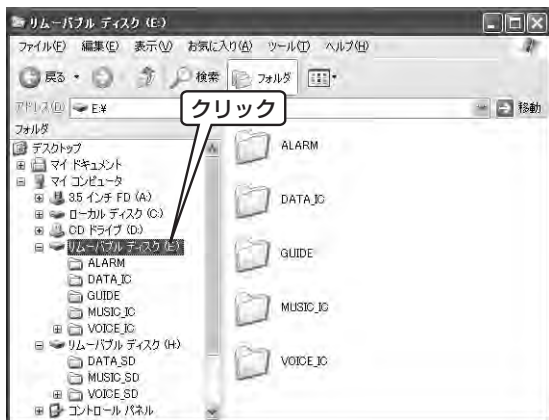 リムーバブル ディスク (E:)
ファイル(F) 編集(E) 表示(V) お気に入り(A) ツール(T) ヘルプ(H)
戻る 検索 フォルダ
アドレス(D) E:¥ 移動
クリック
フォルダ
デスクトップ
マイ ドキュメント
マイ コンピュータ
3.5 インチ FD (A:)
ローカル ディスク (C:)
CD ドライブ (D:)
リムーバブル ディスク (E:)
ALARM
DATA_IC
GUIDE
MUSIC_IC
VOICE_IC
リムーバブル ディスク (H:)
DATA_SD
MUSIC_SD
VOICE_SD
コントロール パネル
ALARM
DATA_IC
GUIDE
MUSIC_IC
VOICE_IC